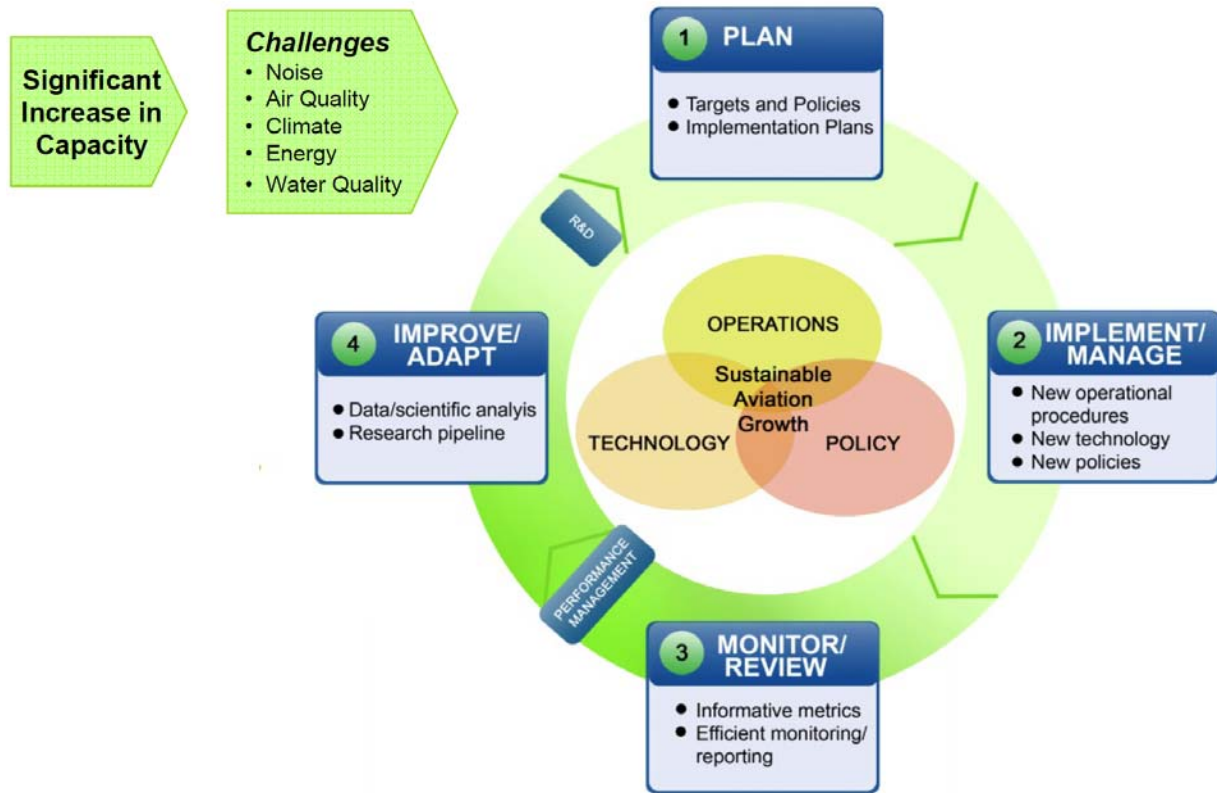 Significant
Increase in
Capacity
Challenges
• Noise
• Air Quality
• Climate
• Energy
• Water Quality
1 PLAN
● Targets and Policies
● Implementation Plans
R&D
OPERATIONS
Sustainable
Aviation
Growth
TECHNOLOGY
POLICY
2 IMPLEMENT/
MANAGE
● New operational
procedures
● New technology
● New policies
4 IMPROVE/
ADAPT
● Data/scientific analyis
● Research pipeline
PERFORMANCE
MANAGEMENT
3 MONITOR/
REVIEW
● Informative metrics
● Efficient monitoring/
reporting